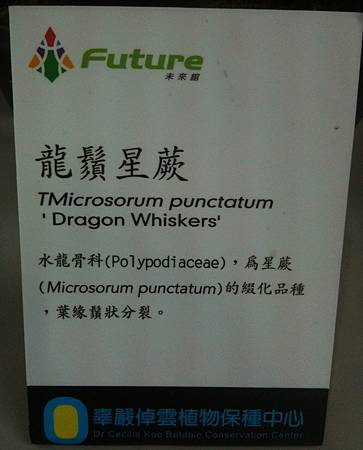 Future
未來館
龍鬚星蕨
TMicrosorum punctatum
'Dragon Whiskers'
水龍骨科(Polypodiaceae)，為星蕨
(Microsorum punctatum)的綴化品種
，葉緣鬚狀分裂。
辜嚴倬雲植物保種中心
Dr Cecilia Koo Botanic Conservation Center